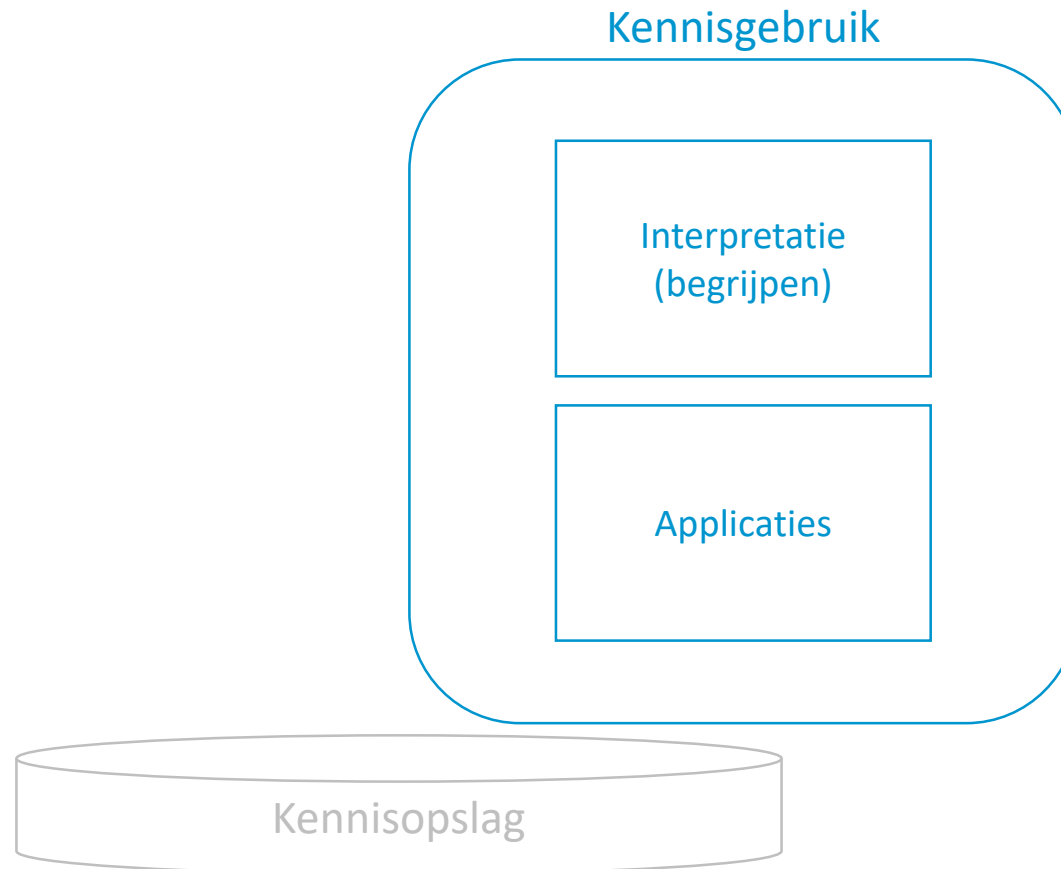 Kennisgebruik
Interpretatie
(begrijpen)
Applicaties
Kennisopslag